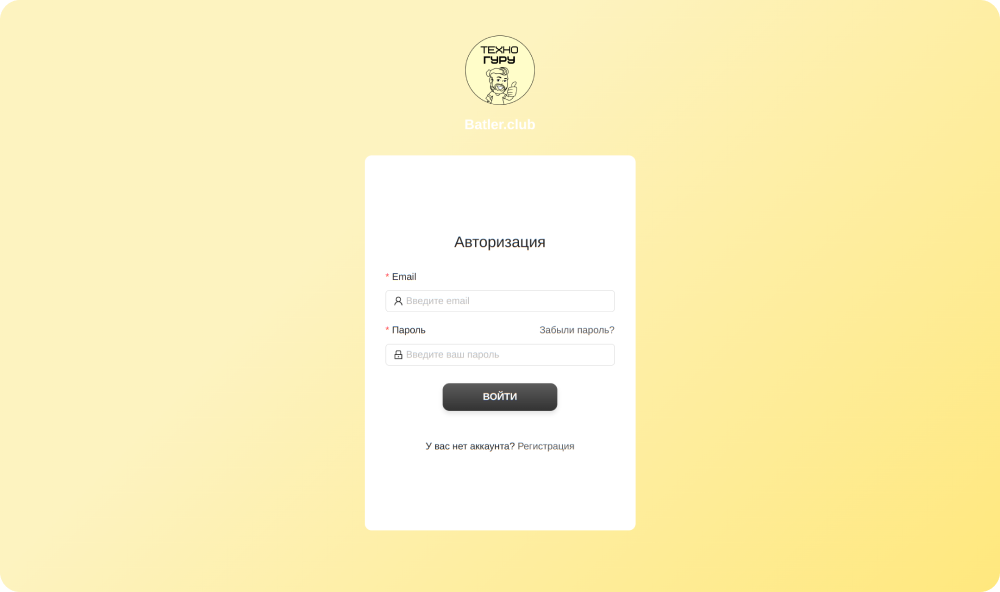 ТЕХНО
ГУРУ
Batler.club
Авторизация
* Email
Введите email
* Пароль
Забыли пароль?
Введите ваш пароль
ВОЙТИ
У вас нет аккаунта? Регистрация